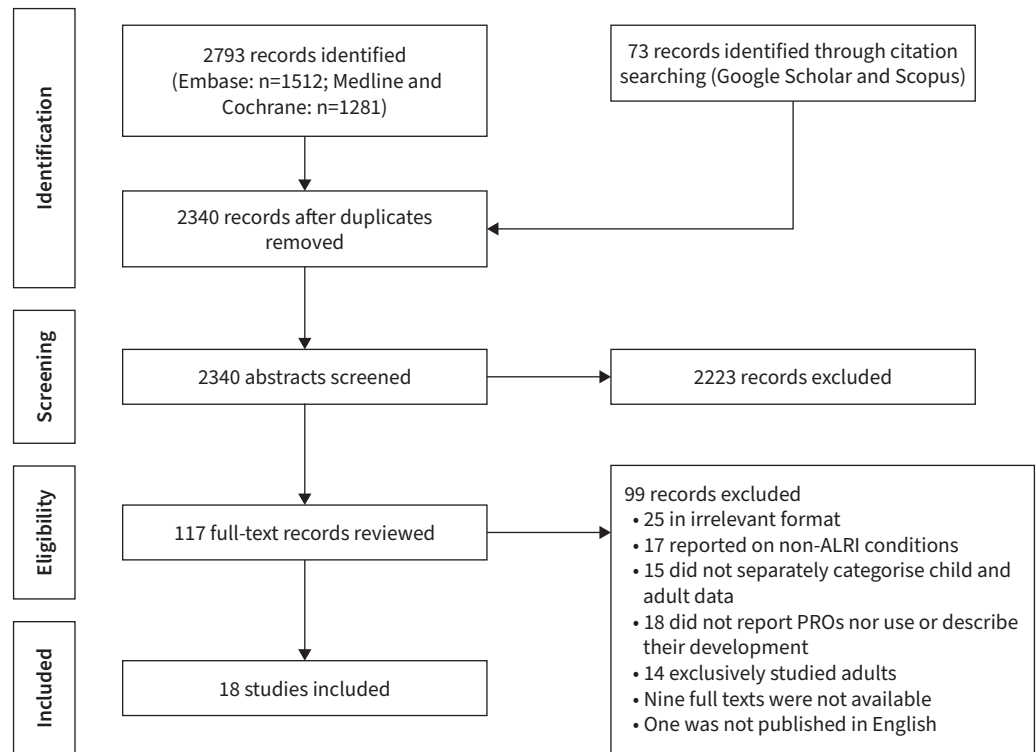 Identification
2793 records identified
(Embase: n=1512; Medline and
Cochrane: n=1281)
73 records identified through citation
searching (Google Scholar and Scopus)
2340 records after duplicates
removed
Screening
2340 abstracts screened
2223 records excluded
Eligibility
117 full-text records reviewed
99 records excluded
• 25 in irrelevant format
• 17 reported on non-ALRI conditions
• 15 did not separately categorise child and
adult data
• 18 did not report PROs nor use or describe
their development
• 14 exclusively studied adults
• Nine full texts were not available
• One was not published in English
Included
18 studies included